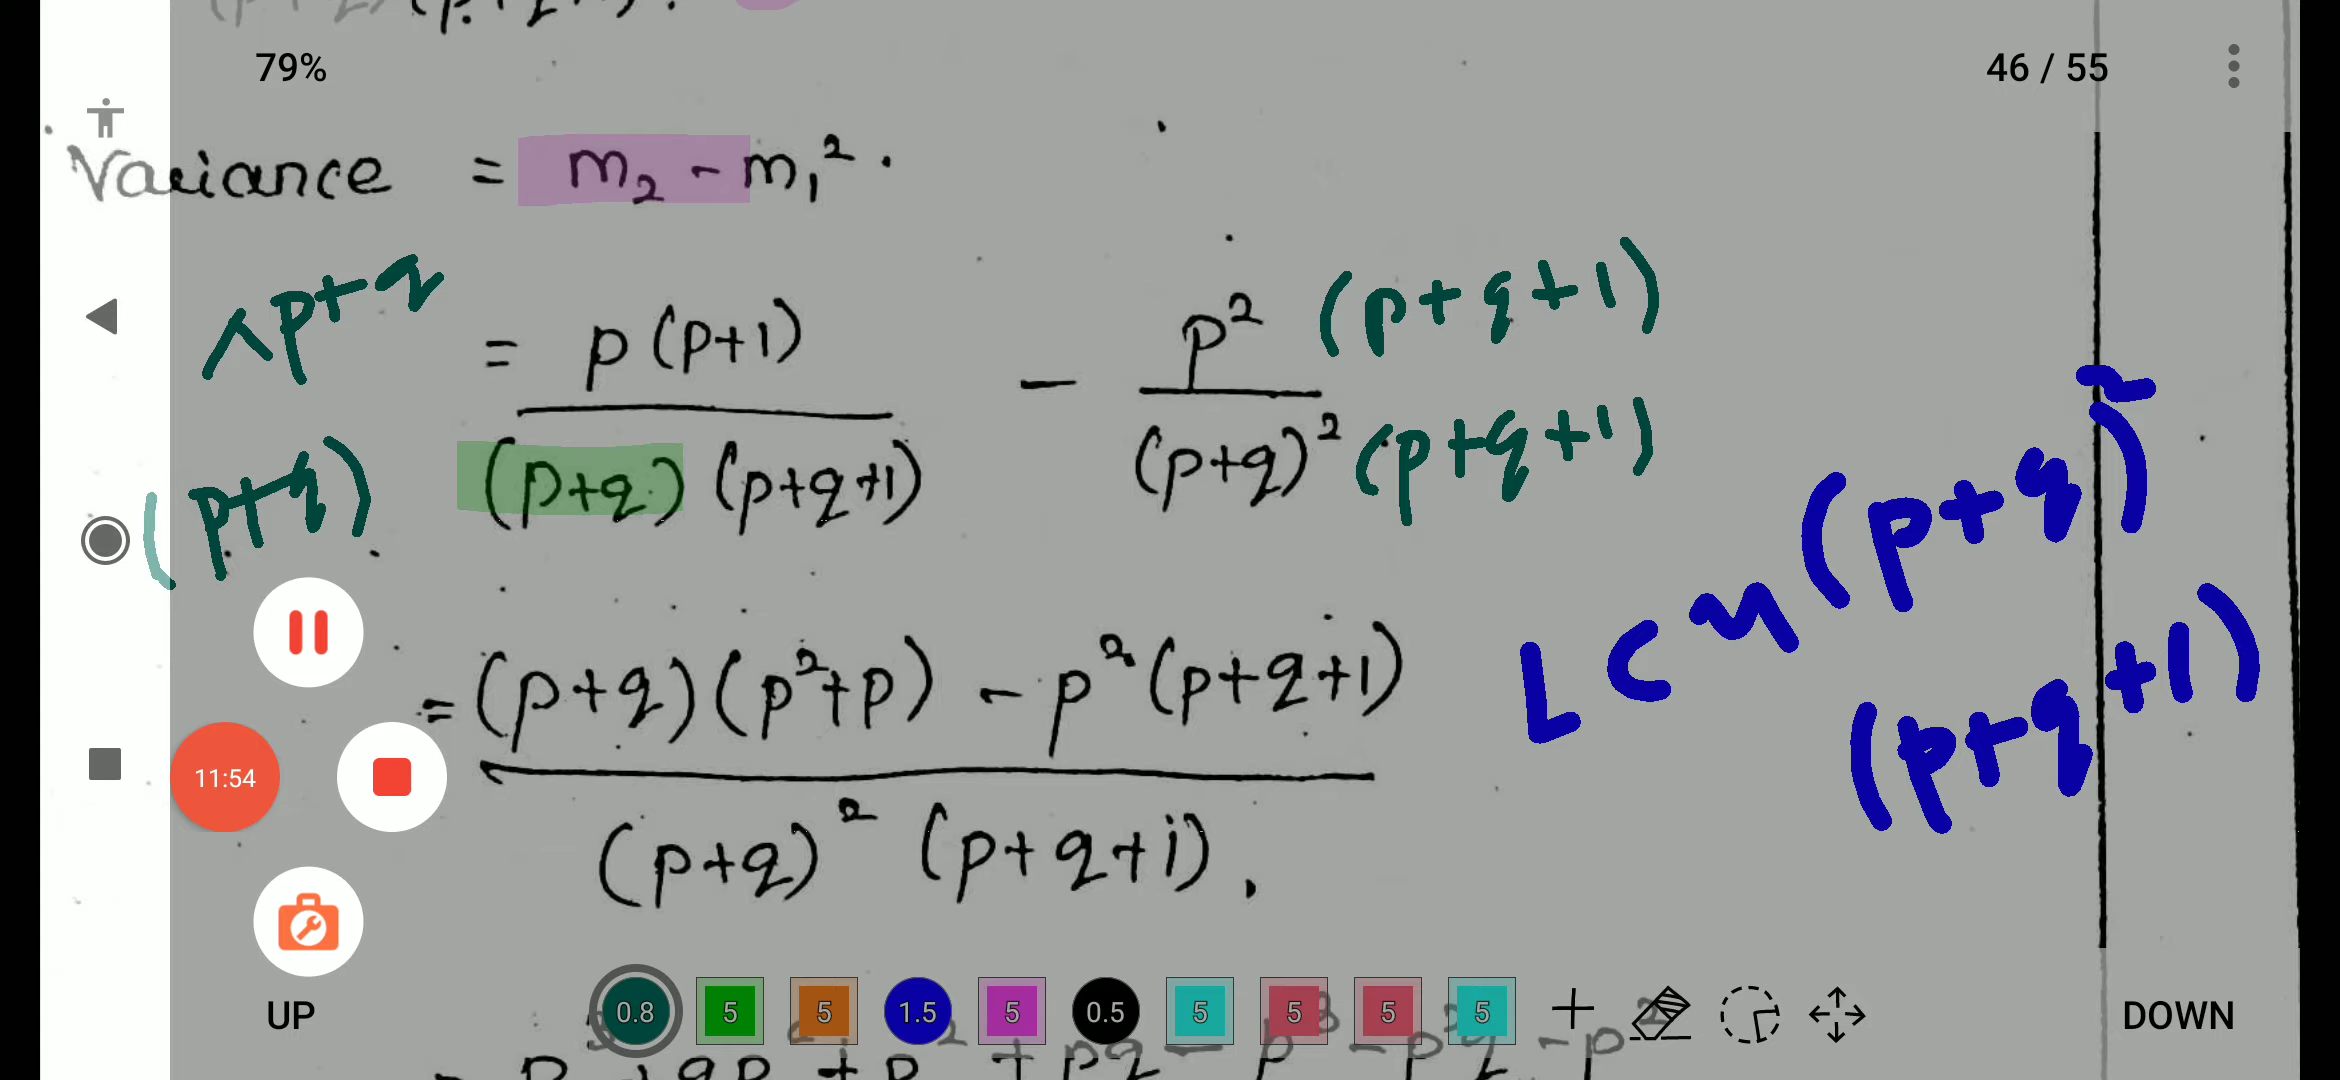 79%
46 / 55
Variance = m₂ - m₁² .
× p+q
= p (p+1) / (p+q) (p+q+1) - p² (p+q+1) / (p+q)² (p+q+1)
(p+q)
LCM (p+q)²
(p+q+1)
= (p+q) (p²+p) - p² (p+q+1) / (p+q)² (p+q+1) .
11:54
UP
0.8 5 5 1.5 5 0.5 5 5 5 5
DOWN